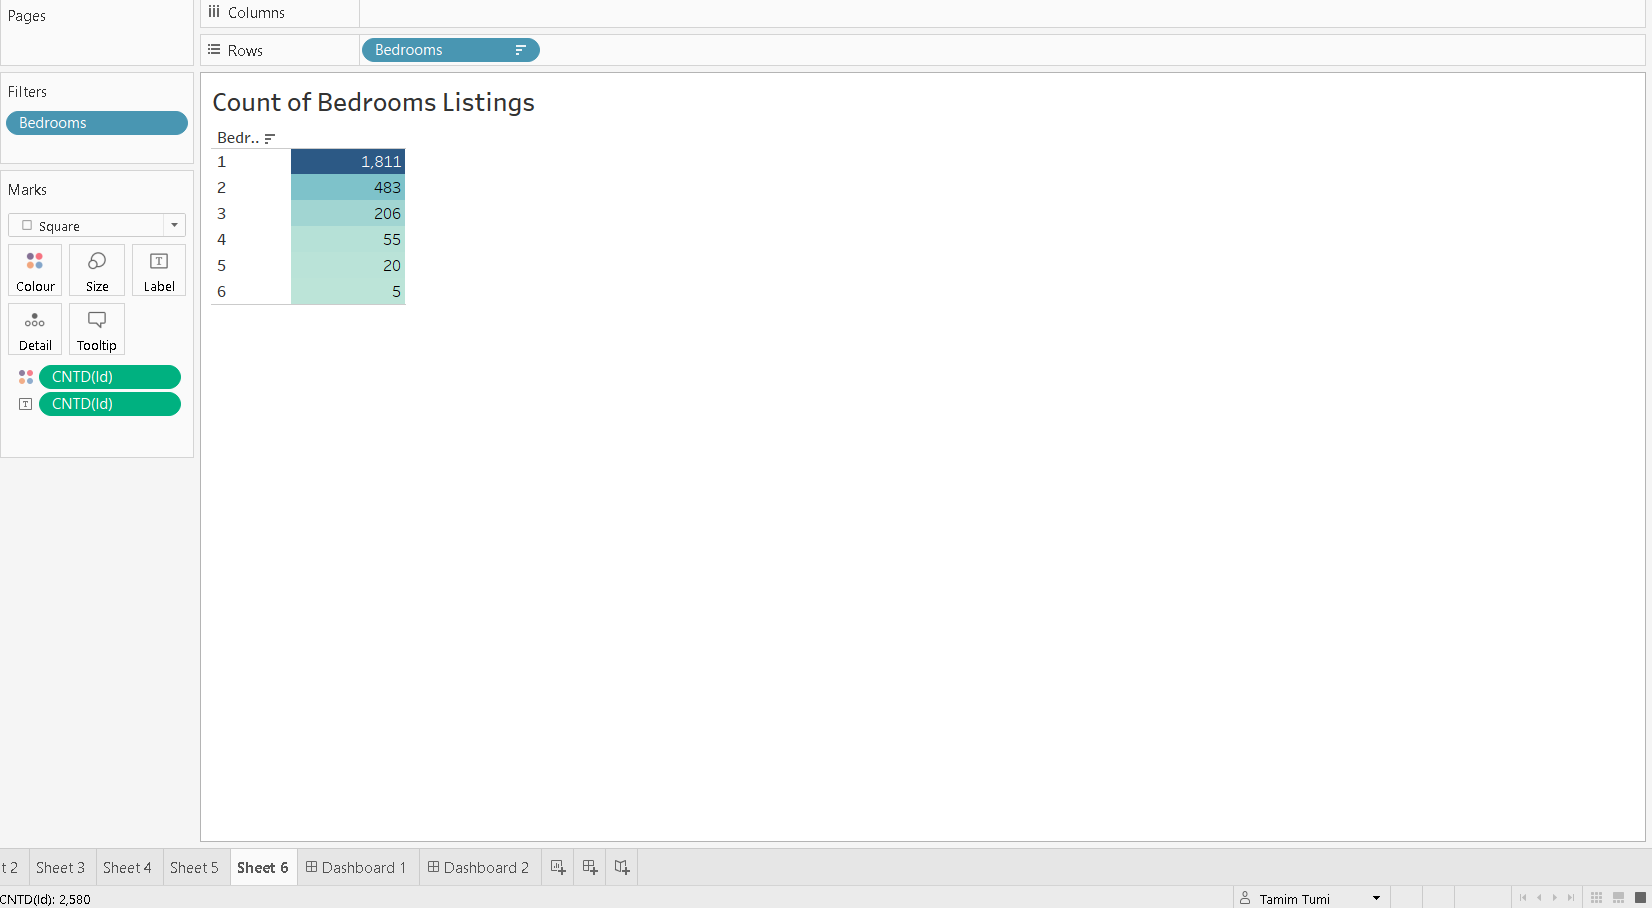 Pages
Columns
Rows
Bedrooms
Filters
Bedrooms
Marks
Square
Colour
Size
T
Label
Detail
Tooltip
CNTD(Id)
T
CNTD(Id)
Count of Bedrooms Listings
Bedr..
1 1,811
2 483
3 206
4 55
5 20
6 5
t 2 Sheet 3 Sheet 4 Sheet 5 Sheet 6 Dashboard 1 Dashboard 2
CNTD(Id): 2,580
Tamim Tumi